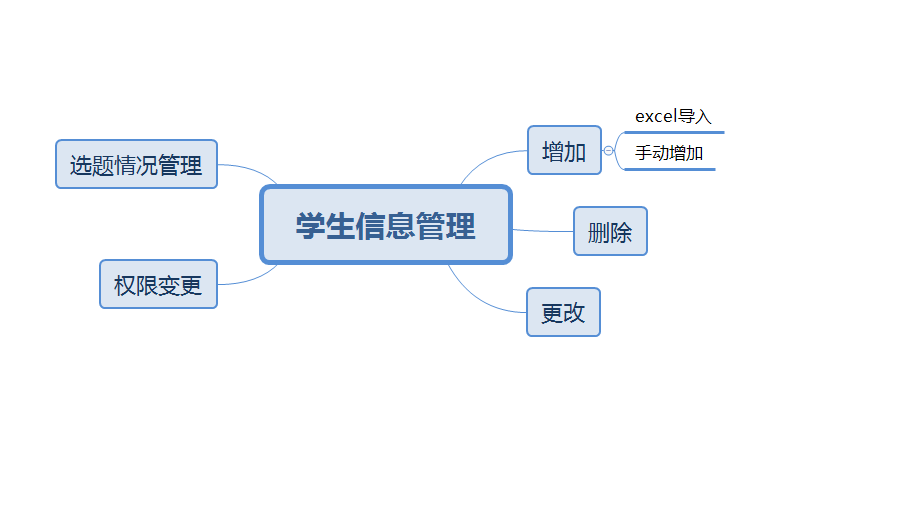 学生信息管理
增加
excel导入
手动增加
删除
更改
选题情况管理
权限变更